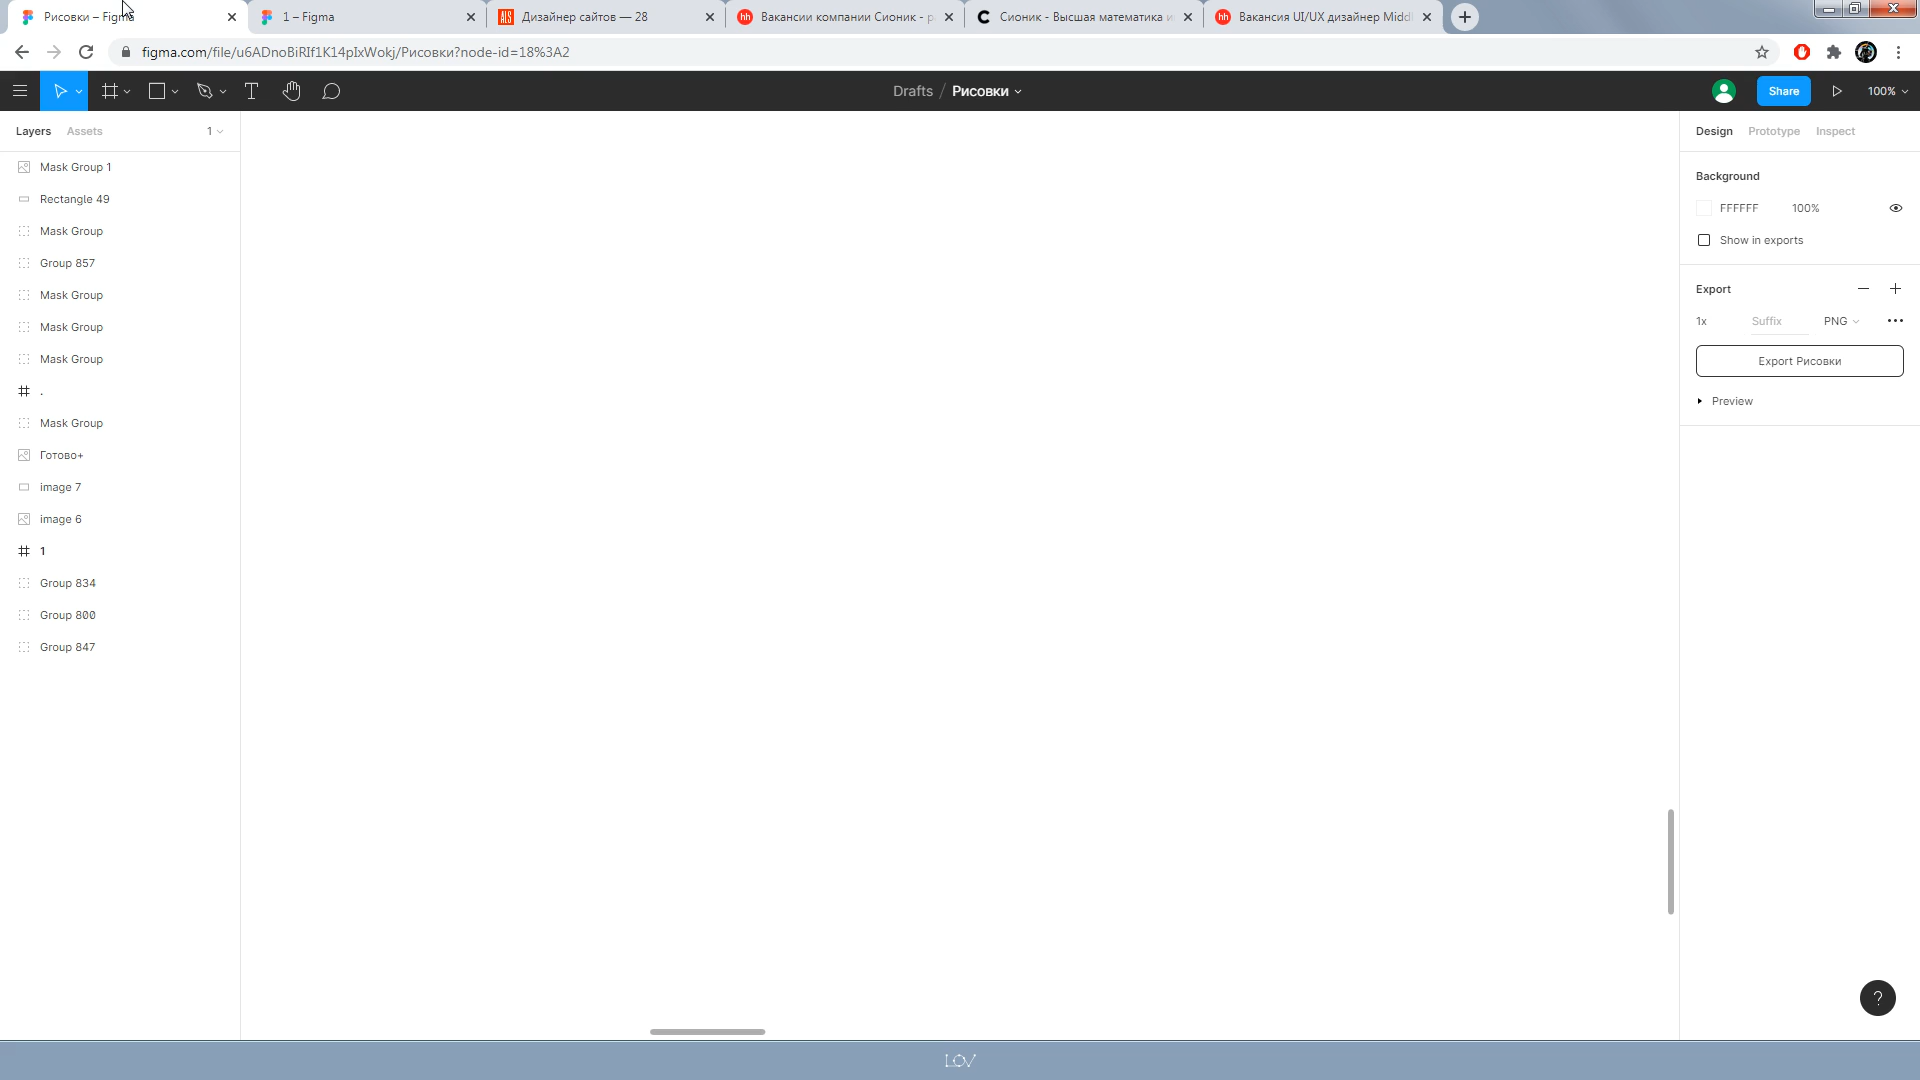 Рисовки – Figma
1 – Figma
Дизайнер сайтов — 28
Вакансии компании Сионик - р
Сионик - Высшая математика и
Вакансия UI/UX дизайнер Middl
figma.com/file/u6ADnoBiRIf1K14pIxWokj/Рисовки?node-id=18%3A2
Drafts / Рисовки
Share
100%
Layers
Assets
1
Design
Prototype
Inspect
Mask Group 1
Rectangle 49
Mask Group
Group 857
Mask Group
Mask Group
Mask Group
.
Mask Group
Готово+
image 7
image 6
1
Group 834
Group 800
Group 847
Background
FFFFFF
100%
Show in exports
Export
1x
Suffix
PNG
Export Рисовки
Preview
?
LOV